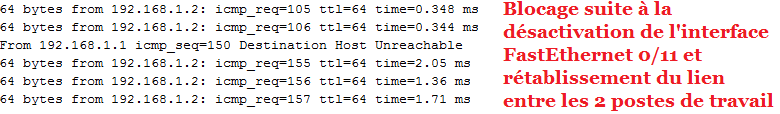 64 bytes from 192.168.1.2: icmp_req=105 ttl=64 time=0.348 ms
64 bytes from 192.168.1.2: icmp_req=106 ttl=64 time=0.344 ms
From 192.168.1.1 icmp_seq=150 Destination Host Unreachable
64 bytes from 192.168.1.2: icmp_req=155 ttl=64 time=2.05 ms
64 bytes from 192.168.1.2: icmp_req=156 ttl=64 time=1.36 ms
64 bytes from 192.168.1.2: icmp_req=157 ttl=64 time=1.71 ms
Blocage suite à la
désactivation de l'interface
FastEthernet 0/11 et
rétablissement du lien
entre les 2 postes de travail